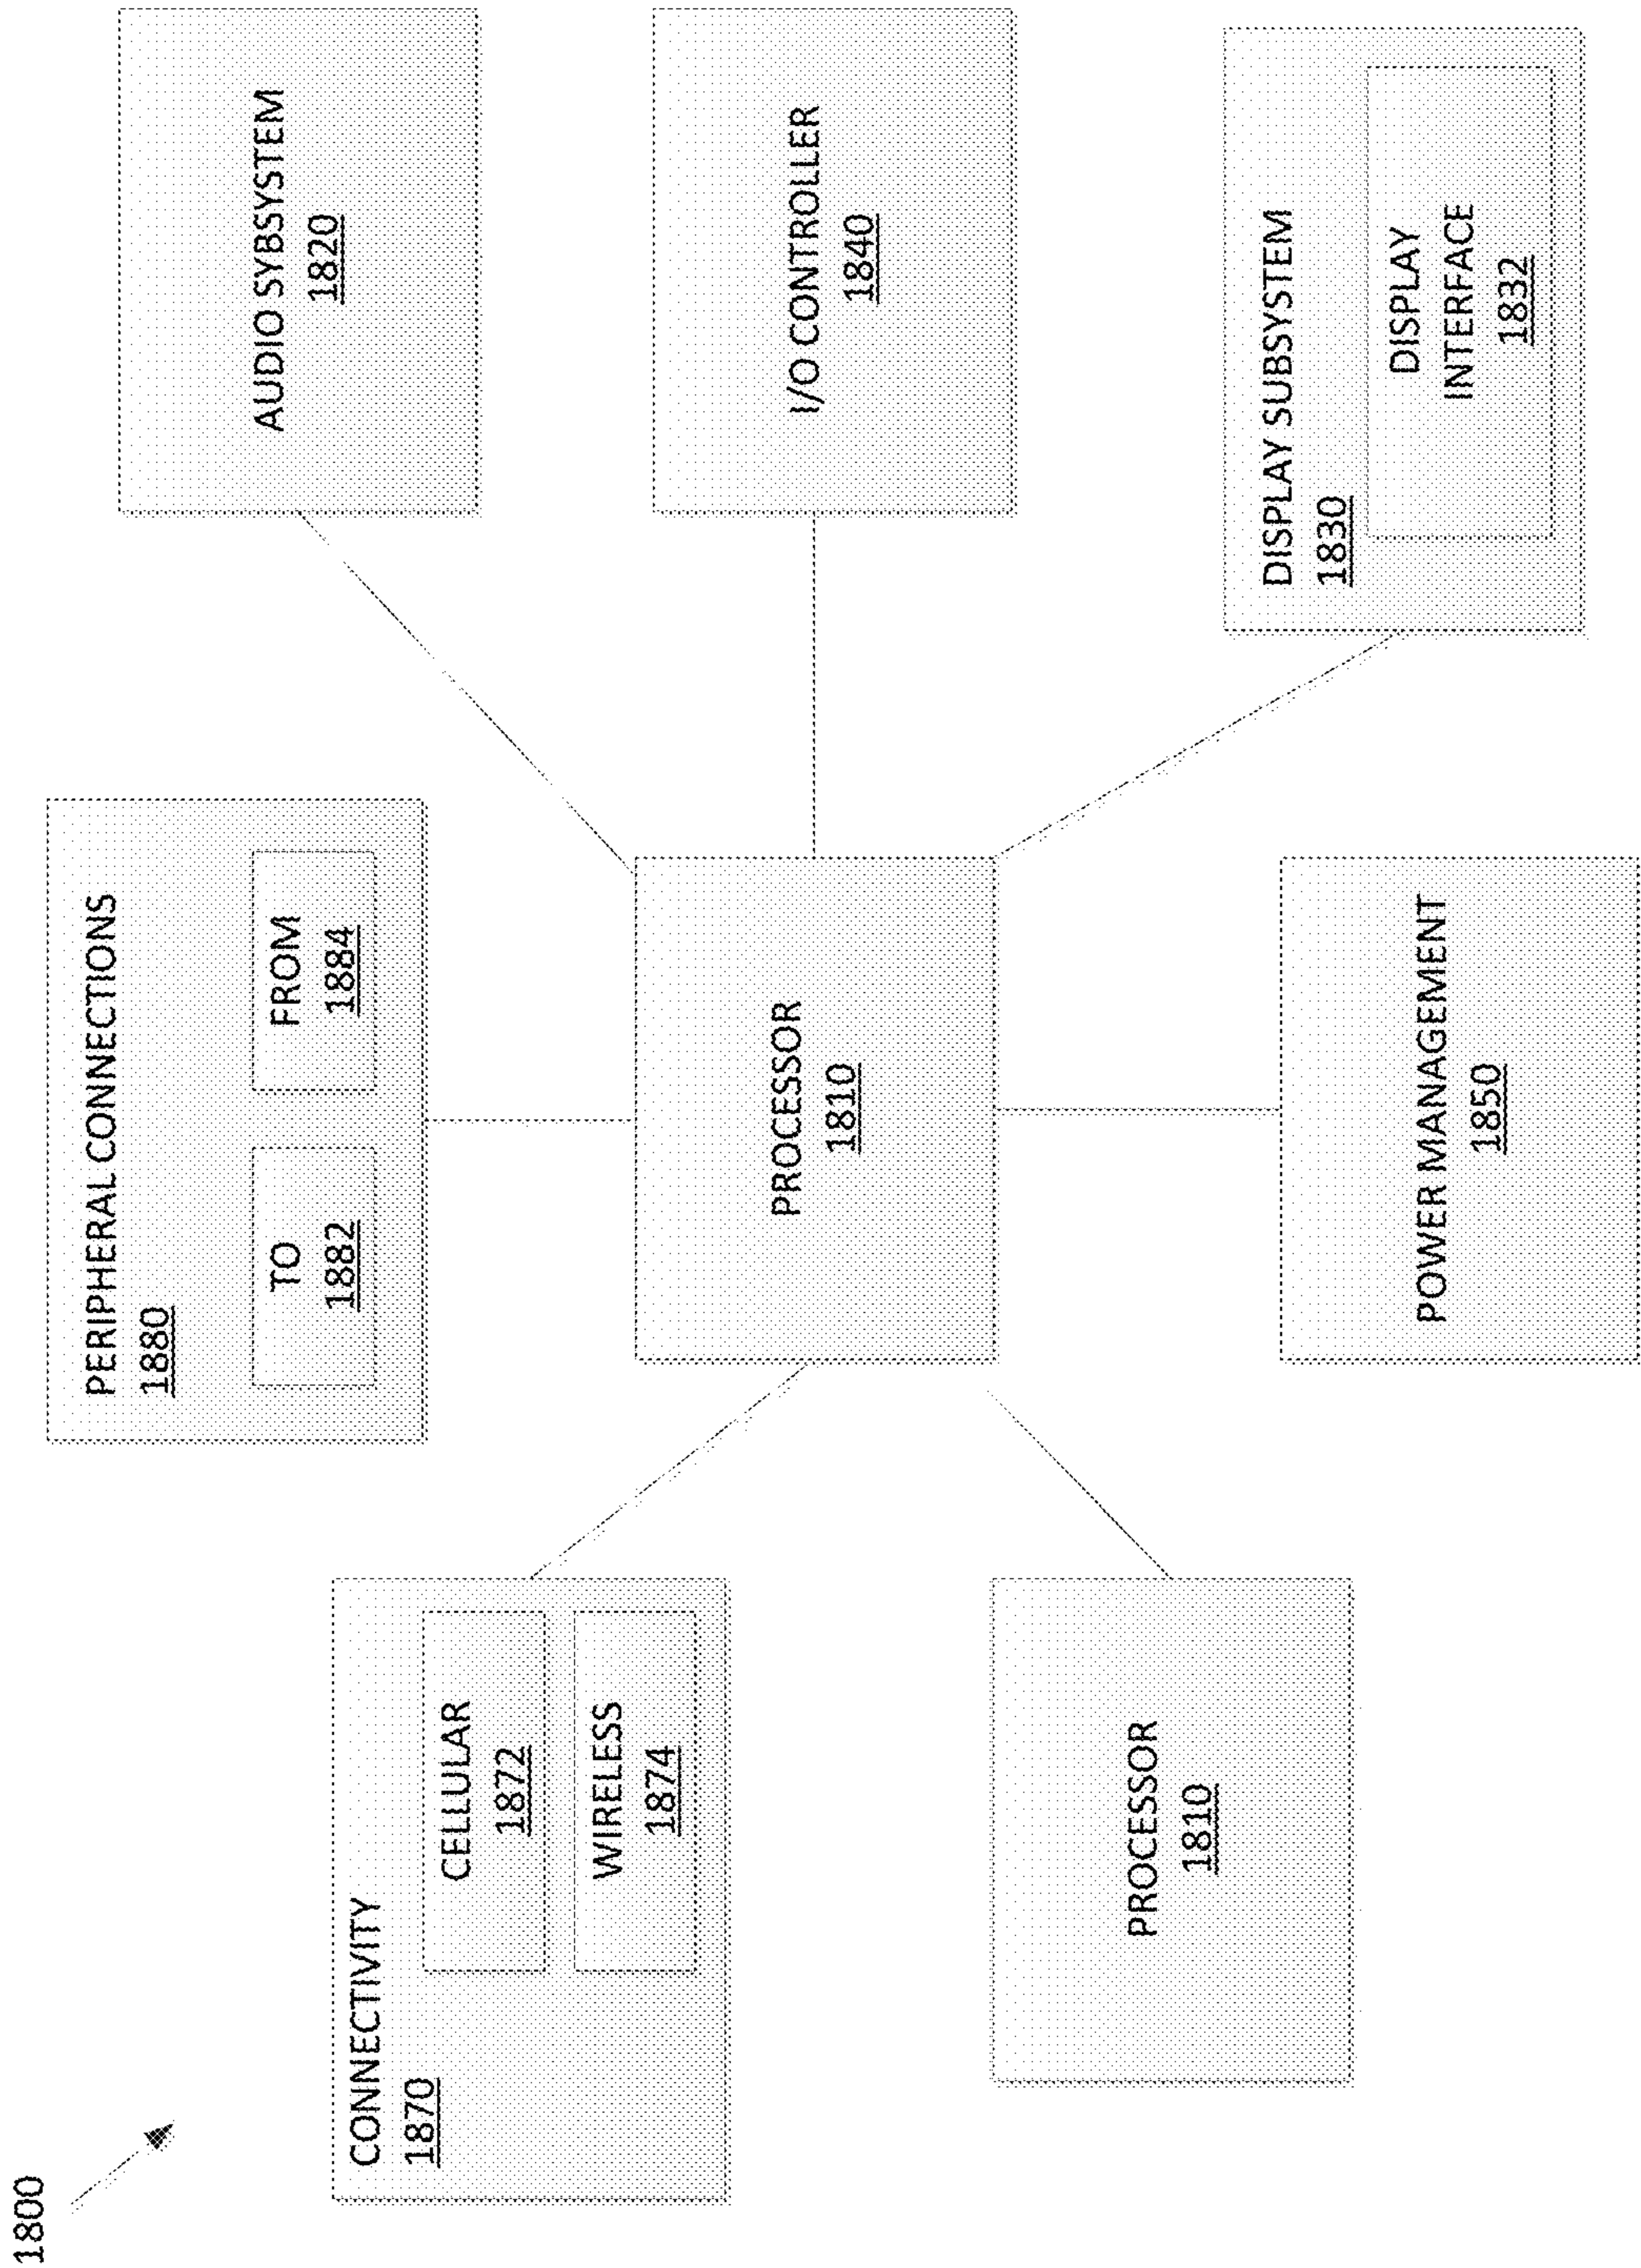 1800
PERIPHERAL CONNECTIONS
1880
TO
1882
FROM
1884
AUDIO SYBSYSTEM
1820
CONNECTIVITY
1870
CELLULAR
1872
WIRELESS
1874
PROCESSOR
1810
I/O CONTROLLER
1840
PROCESSOR
1810
POWER MANAGEMENT
1850
DISPLAY SUBSYSTEM
1830
DISPLAY
INTERFACE
1832